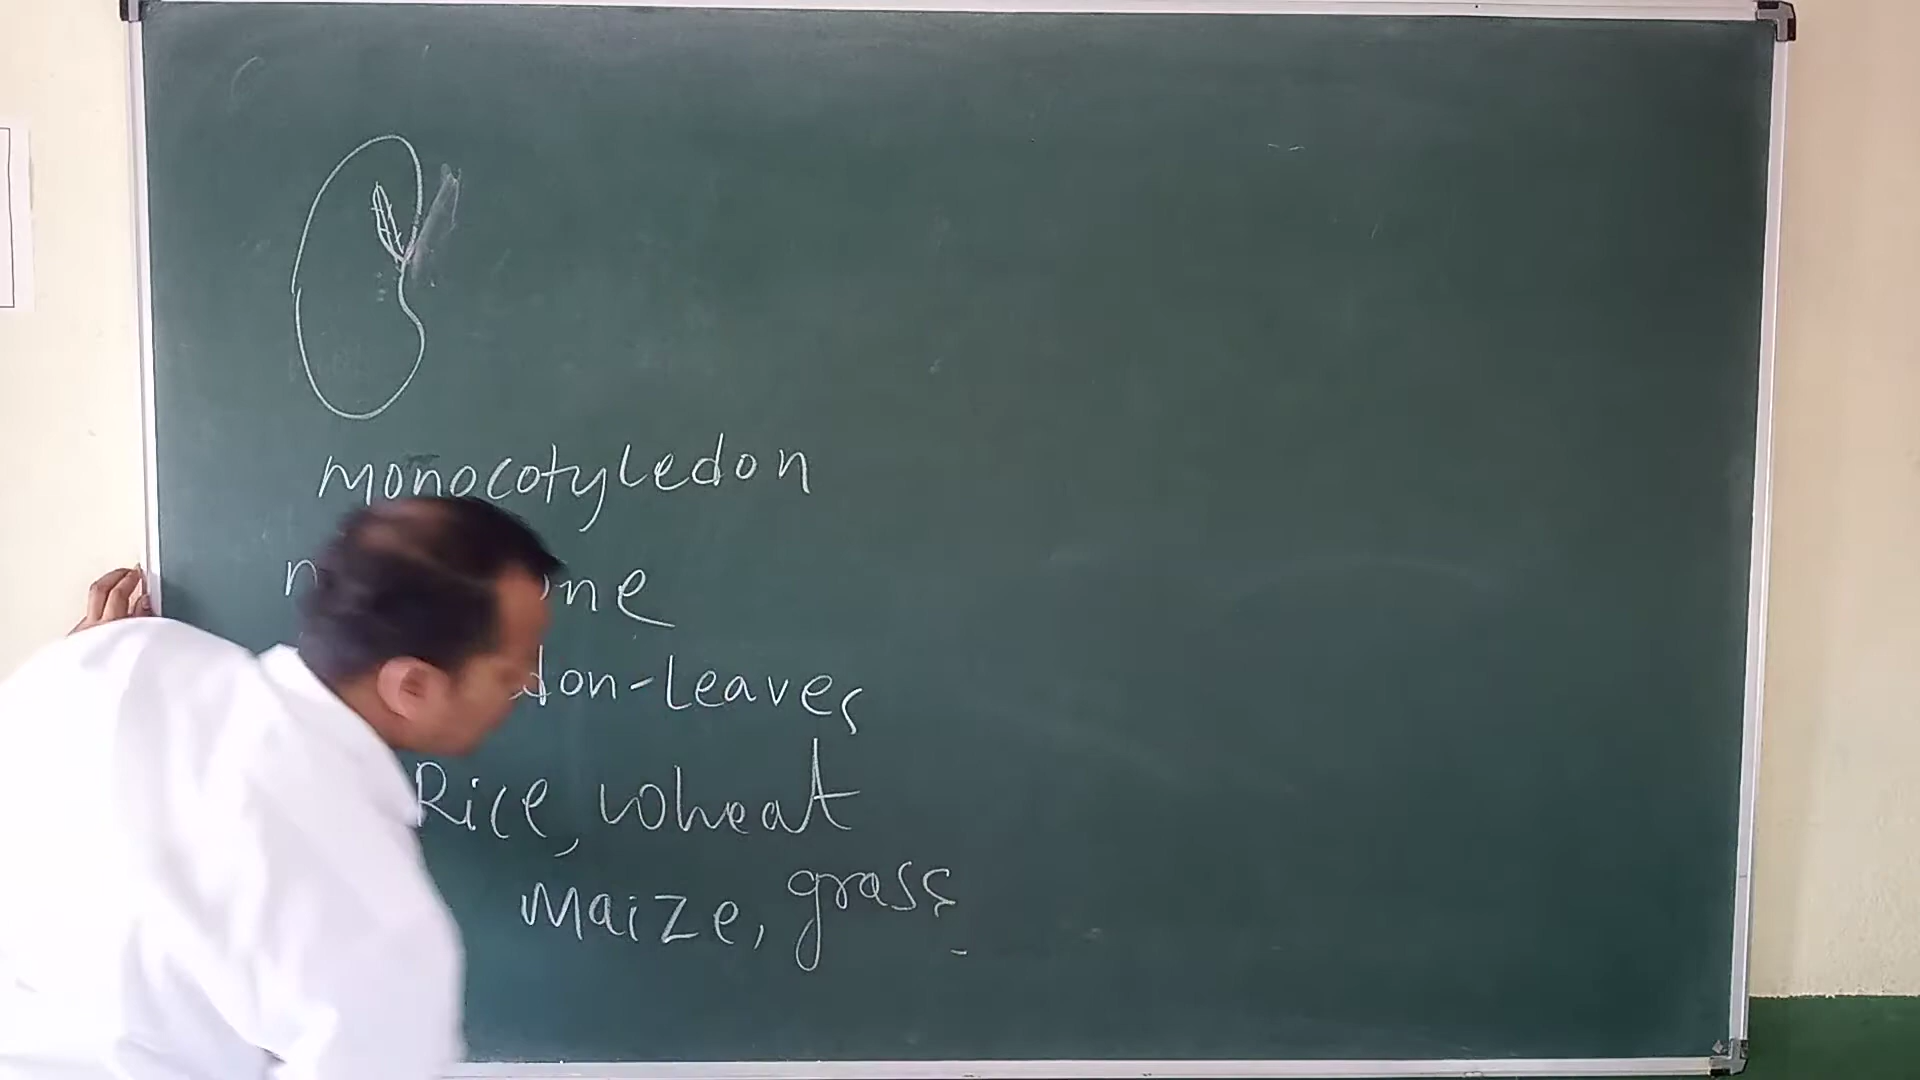 monocotyledon
ne
don-leaves
Rice, wheat
maize, grass